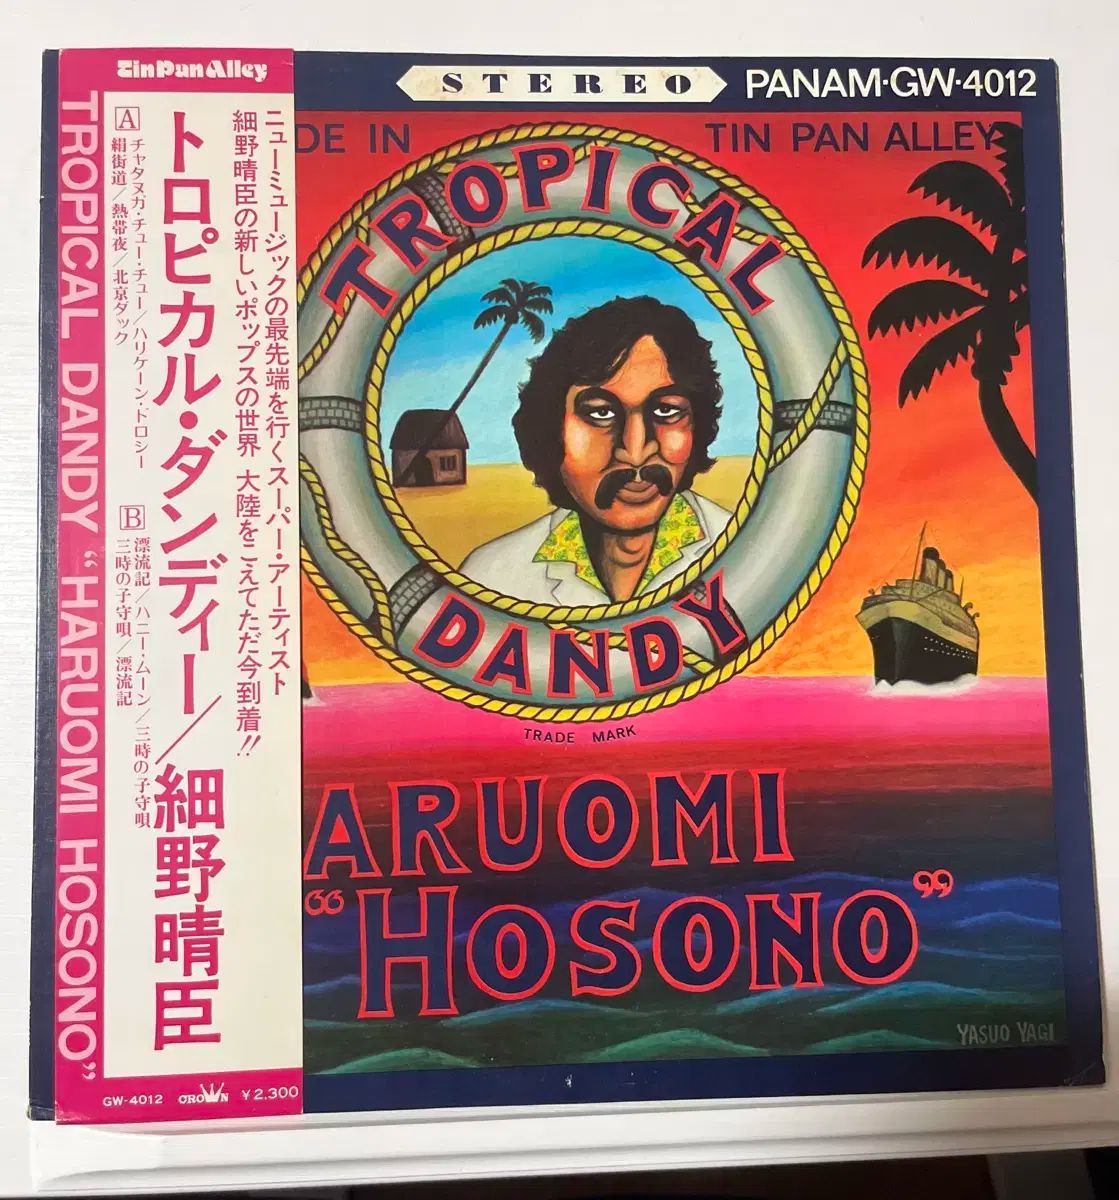 TinPanAlley
TROPICAL DANDY “HARUOMI HOSONO”
ニューミュージックの最先端を行くスーパー・アーティスト
細野晴臣の新しいポップスの世界 大陸をこえてただ今到着!!
トロピカル・ダンディー/細野晴臣
A
チャタヌガ・チュー・チュー/ハリケーン・ドロシー
絹街道/熱帯夜/北京ダック
B
漂流記/ハニー・ムーン/三時の子守唄
三時の子守唄/漂流記
GW-4012 CROWN ¥2,300
STEREO
PANAM·GW·4012
DE IN TIN PAN ALLEY
TROPICAL
DANDY
TRADE MARK
ARUOMI
“HOSONO”
YASUO YAGI